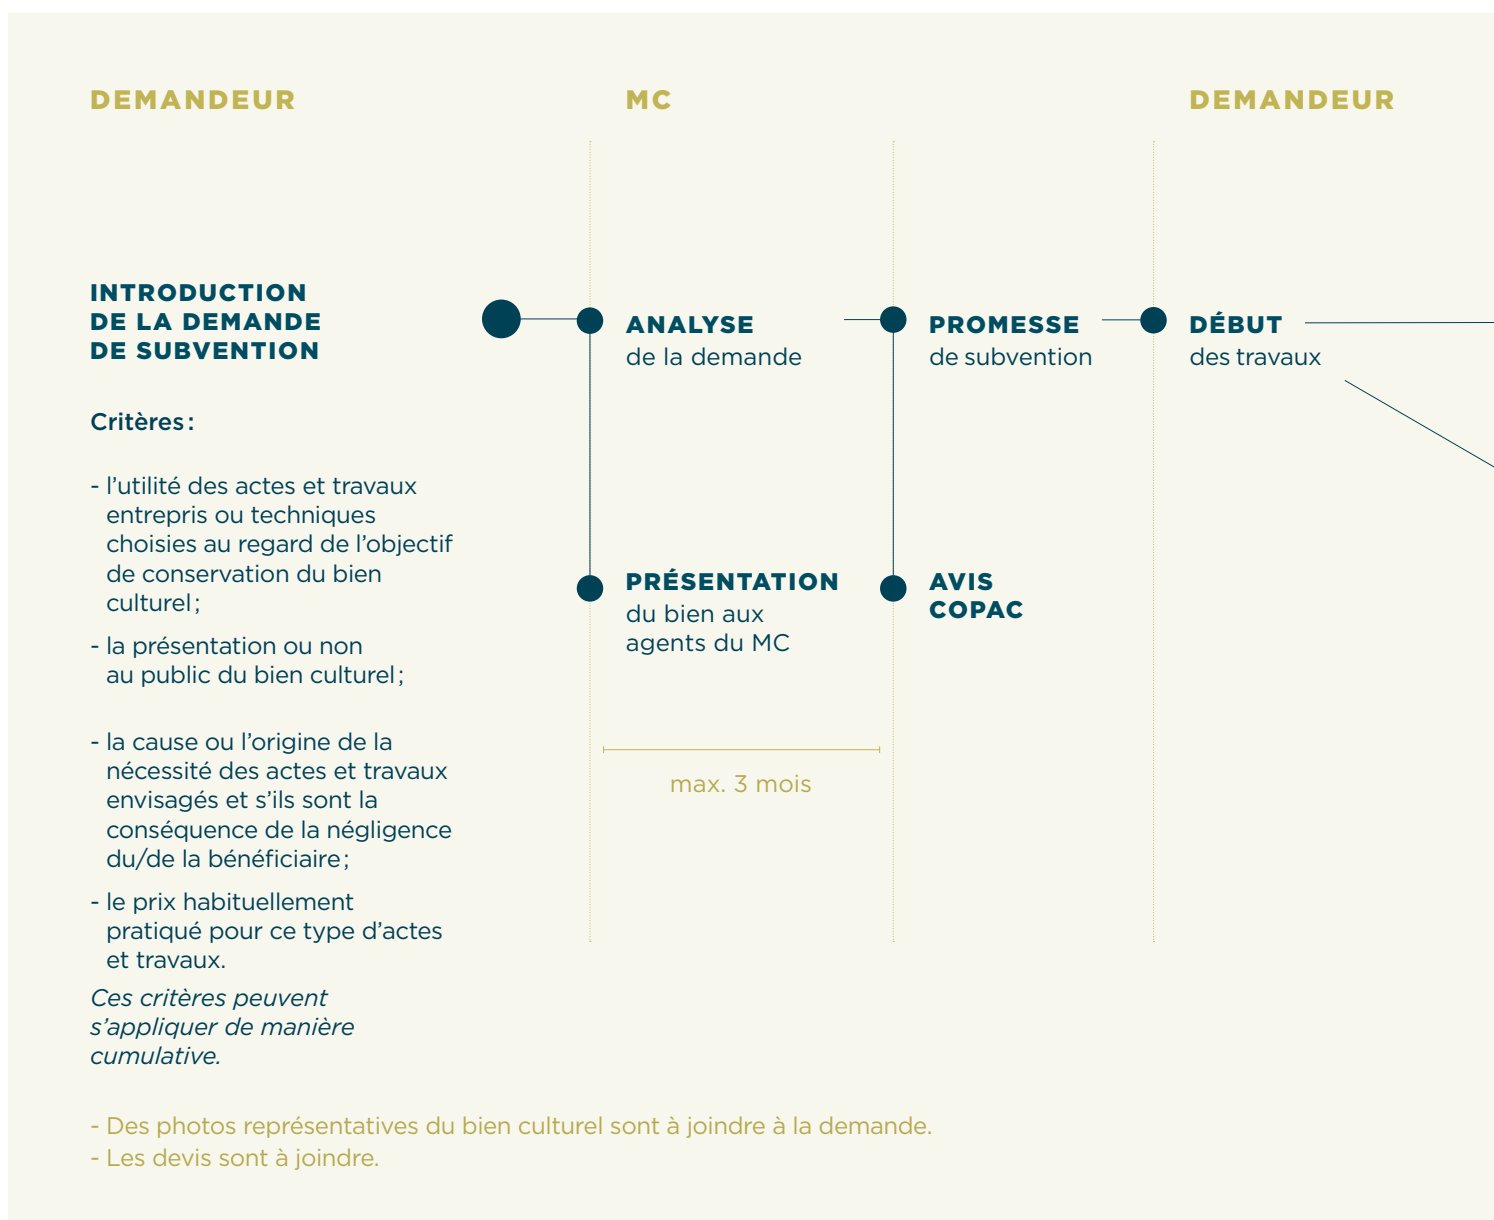 DEMANDEUR
MC
DEMANDEUR
INTRODUCTION
DE LA DEMANDE
DE SUBVENTION
Critères :
- l'utilité des actes et travaux
entrepris ou techniques
choisies au regard de l'objectif
de conservation du bien
culturel ;
- la présentation ou non
au public du bien culturel ;
- la cause ou l'origine de la
nécessité des actes et travaux
envisagés et s'ils sont la
conséquence de la négligence
du/de la bénéficiaire ;
- le prix habituellement
pratiqué pour ce type d'actes
et travaux.
Ces critères peuvent
s'appliquer de manière
cumulative.
ANALYSE
de la demande
PRÉSENTATION
du bien aux
agents du MC
max. 3 mois
PROMESSE
de subvention
AVIS
COPAC
DÉBUT
des travaux
- Des photos représentatives du bien culturel sont à joindre à la demande.
- Les devis sont à joindre.